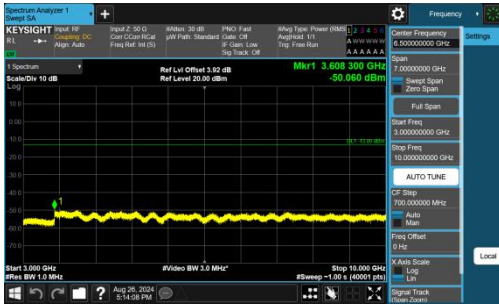 Spectrum Analyzer 1
Swept SA
Frequency
KEYSIGHT
RL
Input: RF
Coupling: DC
Align: Auto
Input Z: 50 Ω
Corr CCorr RCal
Freq Ref: Int (S)
#Atten: 30 dB
µW Path: Standard
PNO: Fast
Gate: Off
IF Gain: Low
Sig Track: Off
#Avg Type: Power (RMS)
Avg|Hold: 1/1
Trig: Free Run
1 2 3 4 5 6
A W W W W W
A A A A A A
1 Spectrum
Scale/Div 10 dB
Log
Ref Lvl Offset 3.92 dB
Ref Level 20.00 dBm
Mkr1 3.608 300 GHz
-50.060 dBm
10.0
0.00
-10.0
DL1 -13.00 dBm
-20.0
-30.0
-40.0
1
-50.0
-60.0
-70.0
Start 3.000 GHz
#Res BW 1.0 MHz
#Video BW 3.0 MHz*
Stop 10.000 GHz
#Sweep ~1.00 s (40001 pts)
Aug 26, 2024
5:14:08 PM
Center Frequency
6.500000000 GHz
Span
7.00000000 GHz
Swept Span
Zero Span
Full Span
Start Freq
3.000000000 GHz
Stop Freq
10.000000000 GHz
AUTO TUNE
CF Step
700.000000 MHz
Auto
Man
Freq Offset
0 Hz
X Axis Scale
Log
Lin
Signal Track
(Span Zoom)
Settings
Local